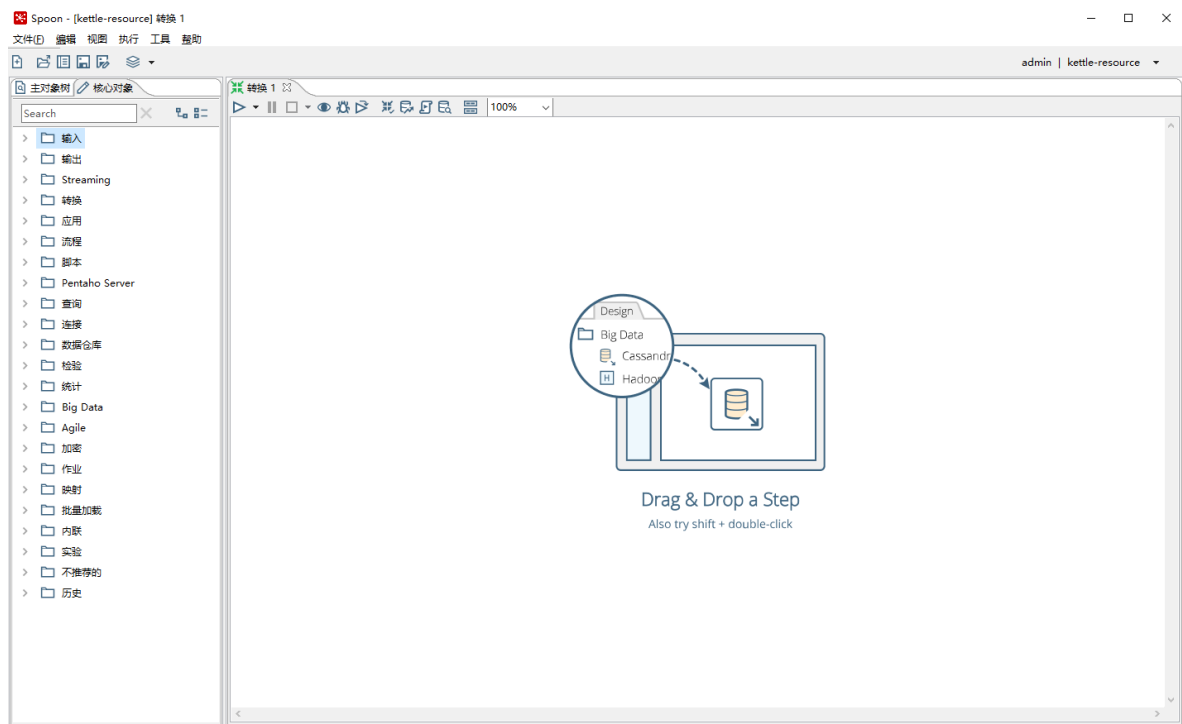 Spoon - [kettle-resource] 转换 1
文件(F) 编辑 视图 执行 工具 帮助
admin | kettle-resource
主对象树 核心对象
转换 1
Search
100%
输入
输出
Streaming
转换
应用
流程
脚本
Pentaho Server
查询
连接
数据仓库
检验
统计
Big Data
Agile
加密
作业
映射
批量加载
内联
实验
不推荐的
历史
Design
Big Data
Cassandr
H Hadoop
Drag & Drop a Step
Also try shift + double-click